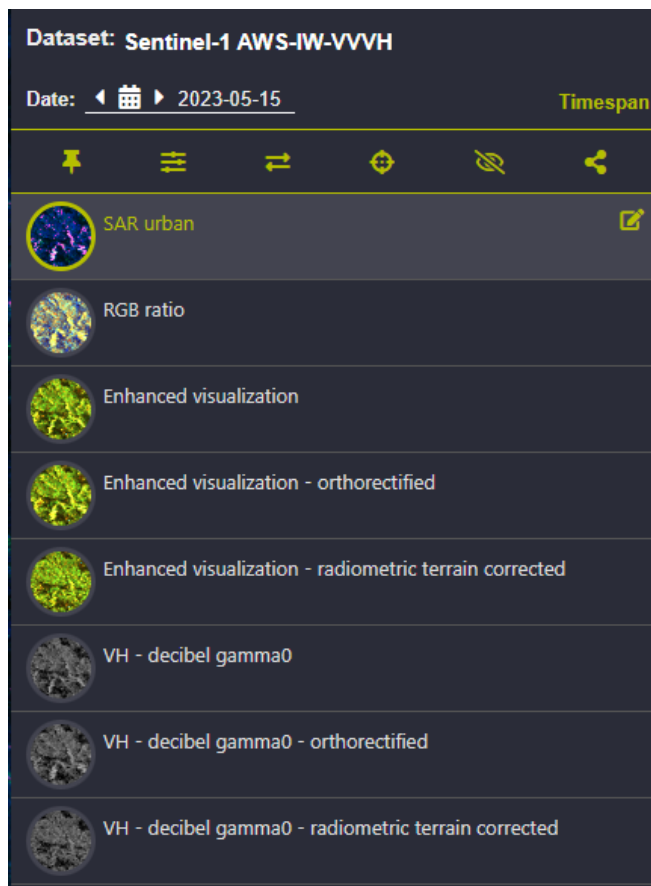 Dataset: Sentinel-1 AWS-IW-VVVH
Date: 2023-05-15 Timespan
SAR urban
RGB ratio
Enhanced visualization
Enhanced visualization - orthorectified
Enhanced visualization - radiometric terrain corrected
VH - decibel gamma0
VH - decibel gamma0 - orthorectified
VH - decibel gamma0 - radiometric terrain corrected